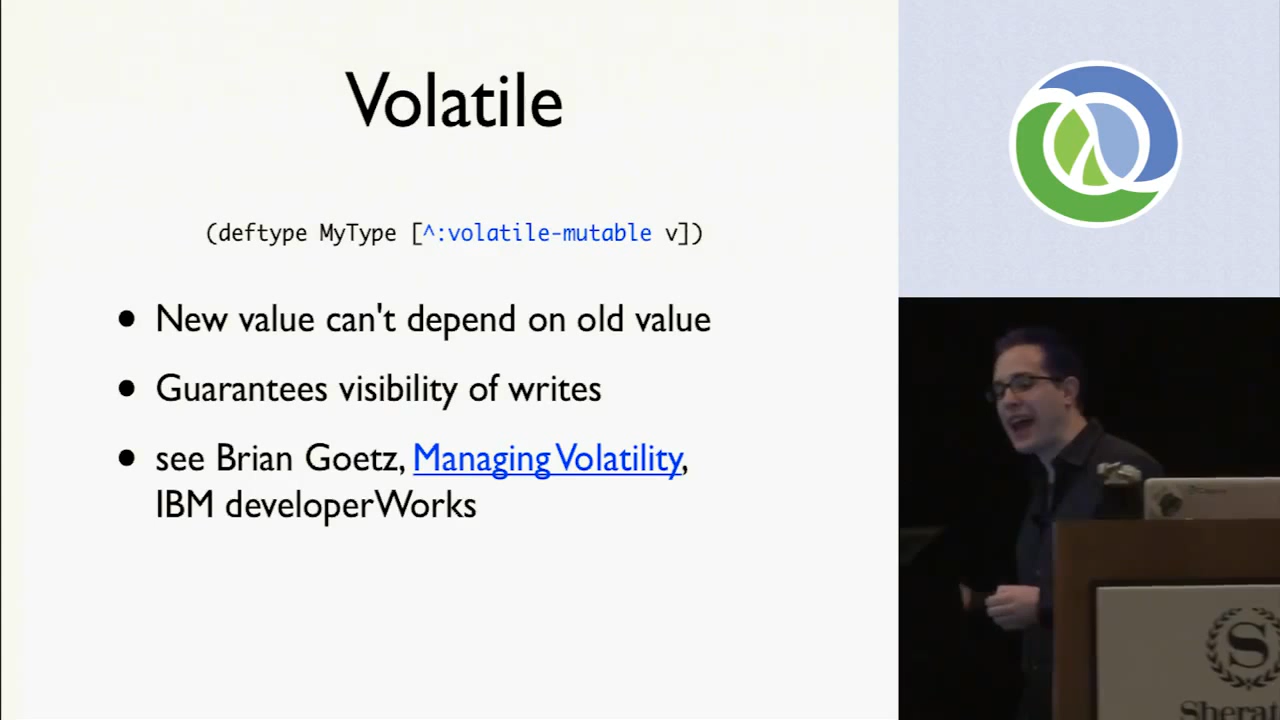 Volatile
(deftype MyType [^:volatile-mutable v])
• New value can't depend on old value
• Guarantees visibility of writes
• see Brian Goetz, Managing Volatility,
IBM developerWorks
S